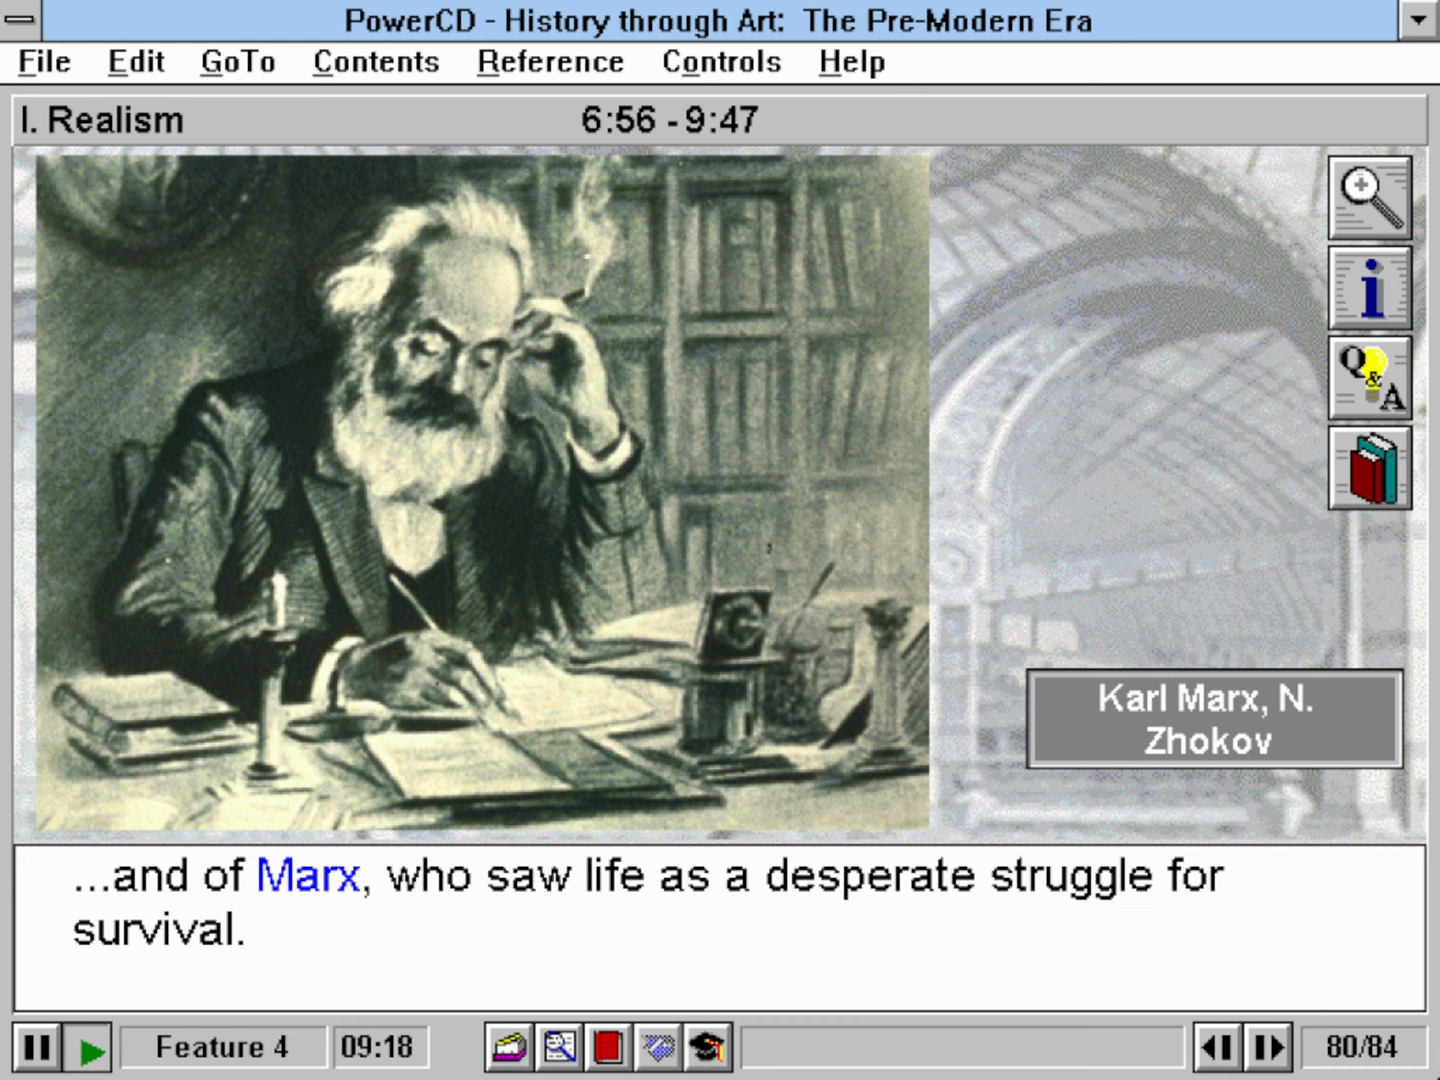 PowerCD - History through Art:  The Pre-Modern Era
File Edit GoTo Contents Reference Controls Help
I. Realism 6:56 - 9:47
Q
&
A
Karl Marx, N.
Zhokov
...and of Marx, who saw life as a desperate struggle for
survival.
Feature 4 09:18 80/84